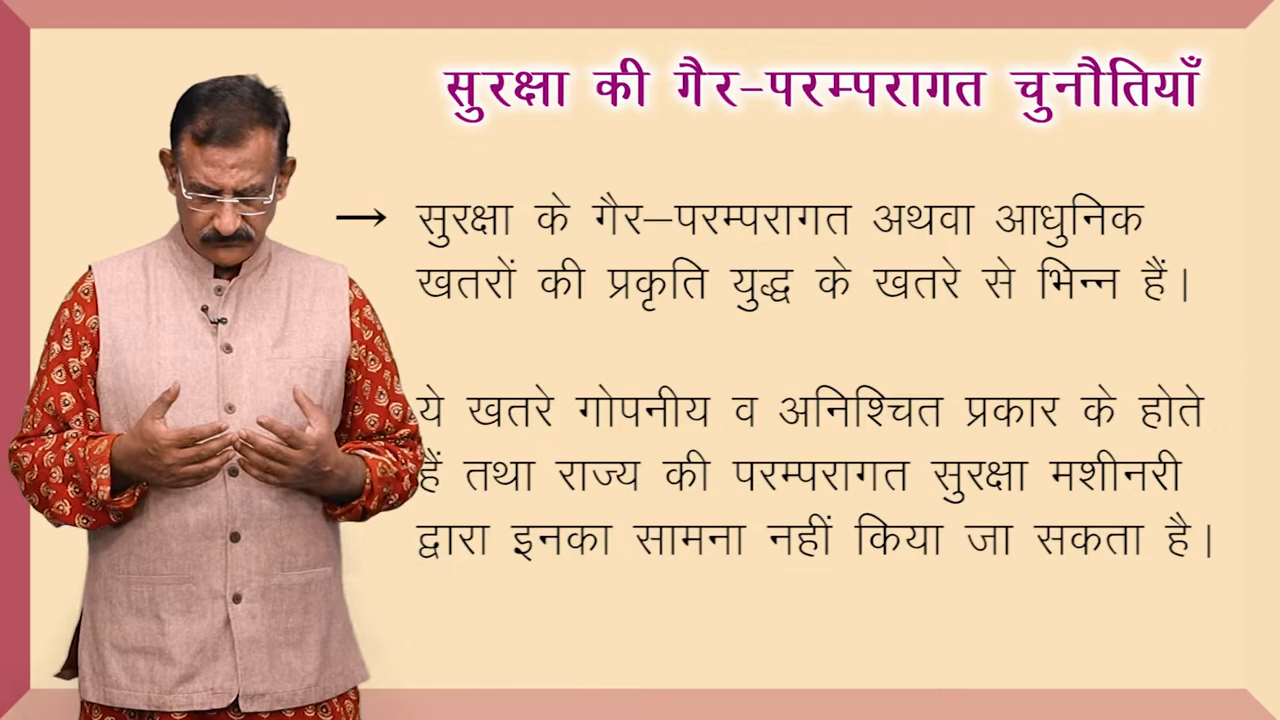 सुरक्षा की गैर-परम्परागत चुनौतियाँ
→ सुरक्षा के गैर–परम्परागत अथवा आधुनिक
खतरों की प्रकृति युद्ध के खतरे से भिन्न हैं।
ये खतरे गोपनीय व अनिश्चित प्रकार के होते
हैं तथा राज्य की परम्परागत सुरक्षा मशीनरी
द्वारा इनका सामना नहीं किया जा सकता है।